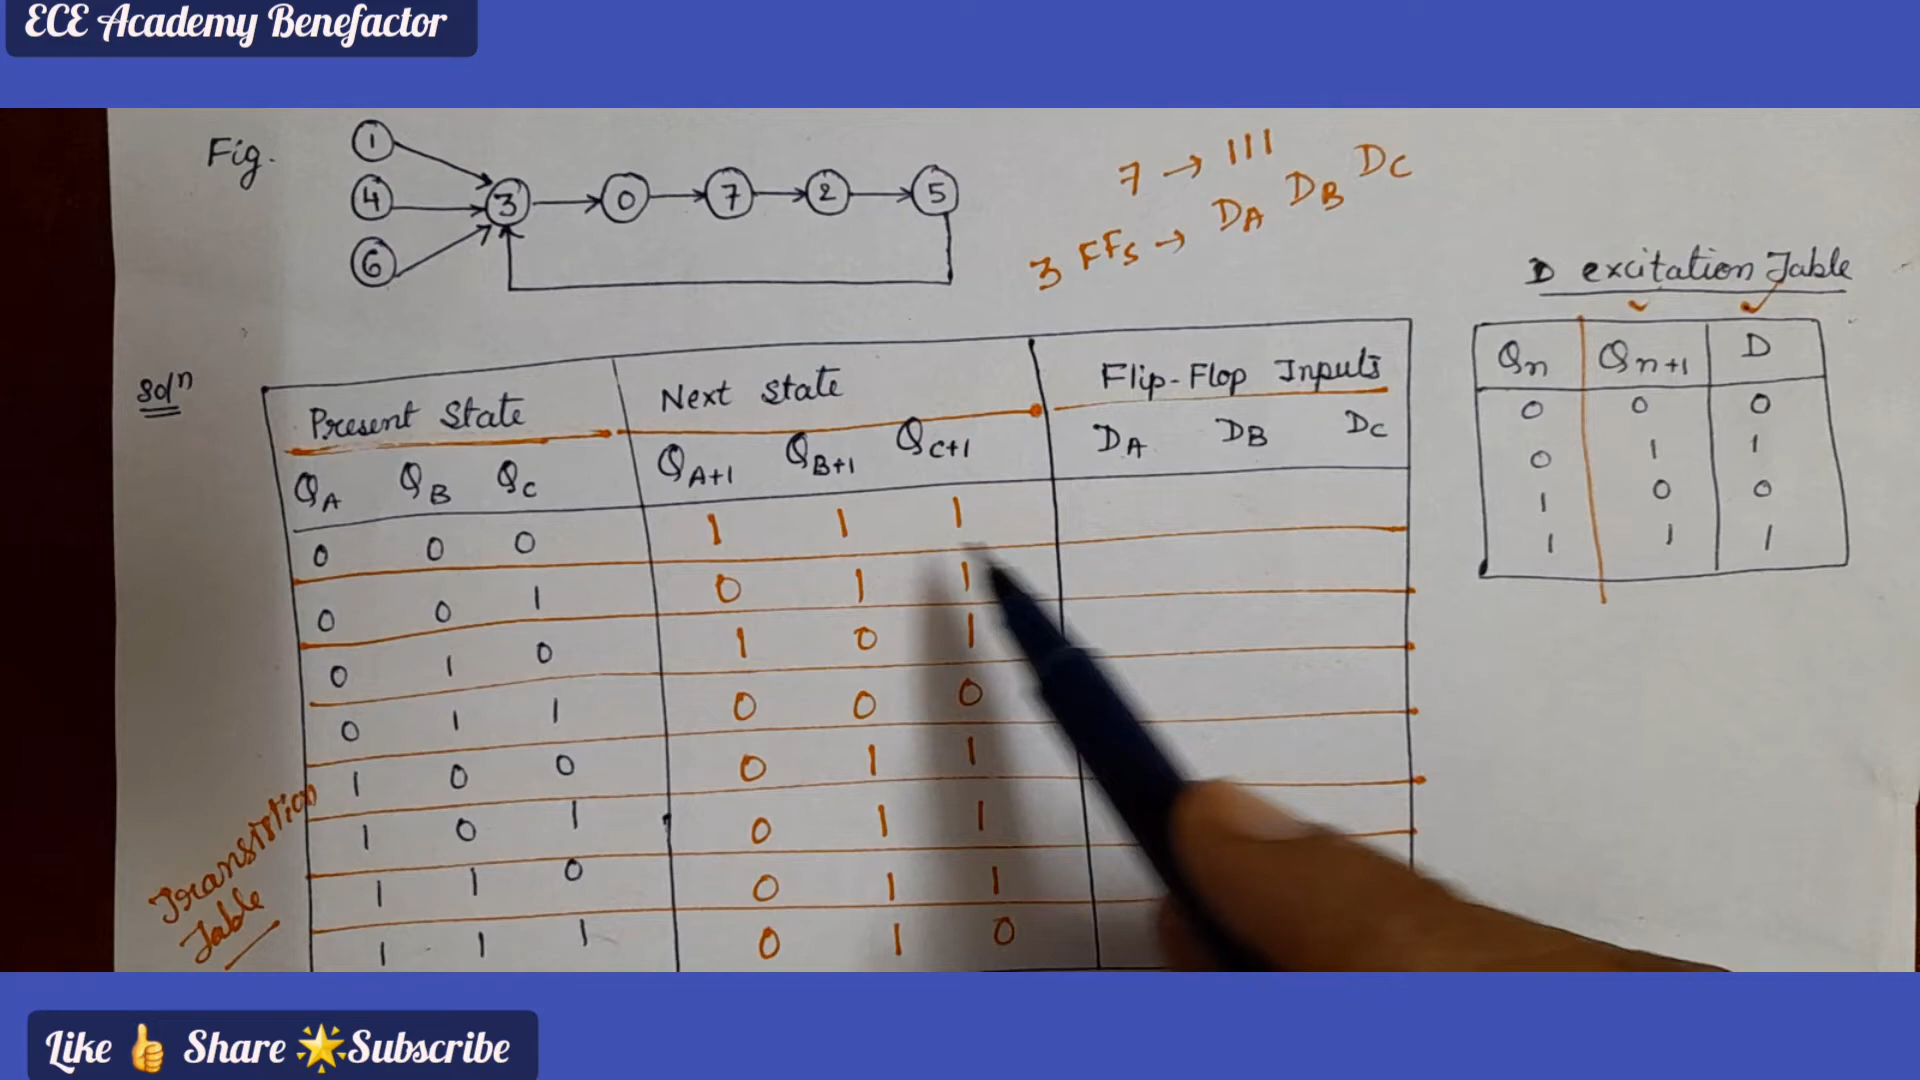 ECE Academy Benefactor
Fig.
1
4
6
3 0 7 2 5
7 → 111
3 FFs → DA DB DC
D excitation Table
Qn Qn+1 D
0 0 0
0 1 1
1 0 0
1 1 1
Soln
Present State Next State Flip-Flop Inputs
QA QB QC QA+1 QB+1 QC+1 DA DB DC
0 0 0 1 1 1
0 0 1 0 1 1
0 1 0 1 0 1
0 1 1 0 0 0
1 0 0 0 1 1
1 0 1 0 1 1
1 1 0 0 1 1
1 1 1 0 1 0
Transistion
Table
Like 👍 Share 🌟Subscribe